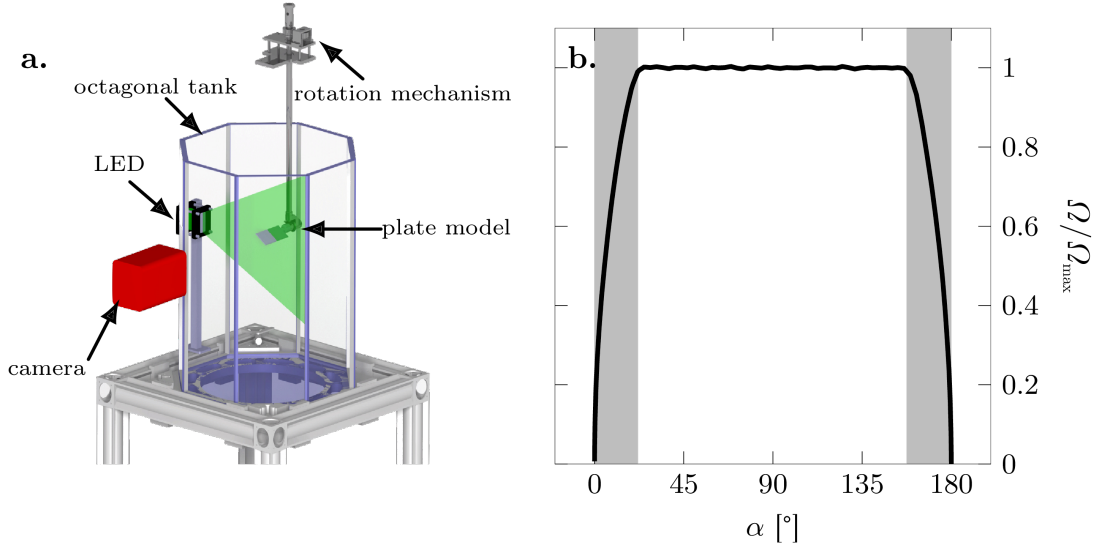 a.
octagonal tank
rotation mechanism
LED
plate model
camera
b.
1
0.8
0.6
0.4
0.2
0
Ω/Ωmax
0 45 90 135 180
α [°]